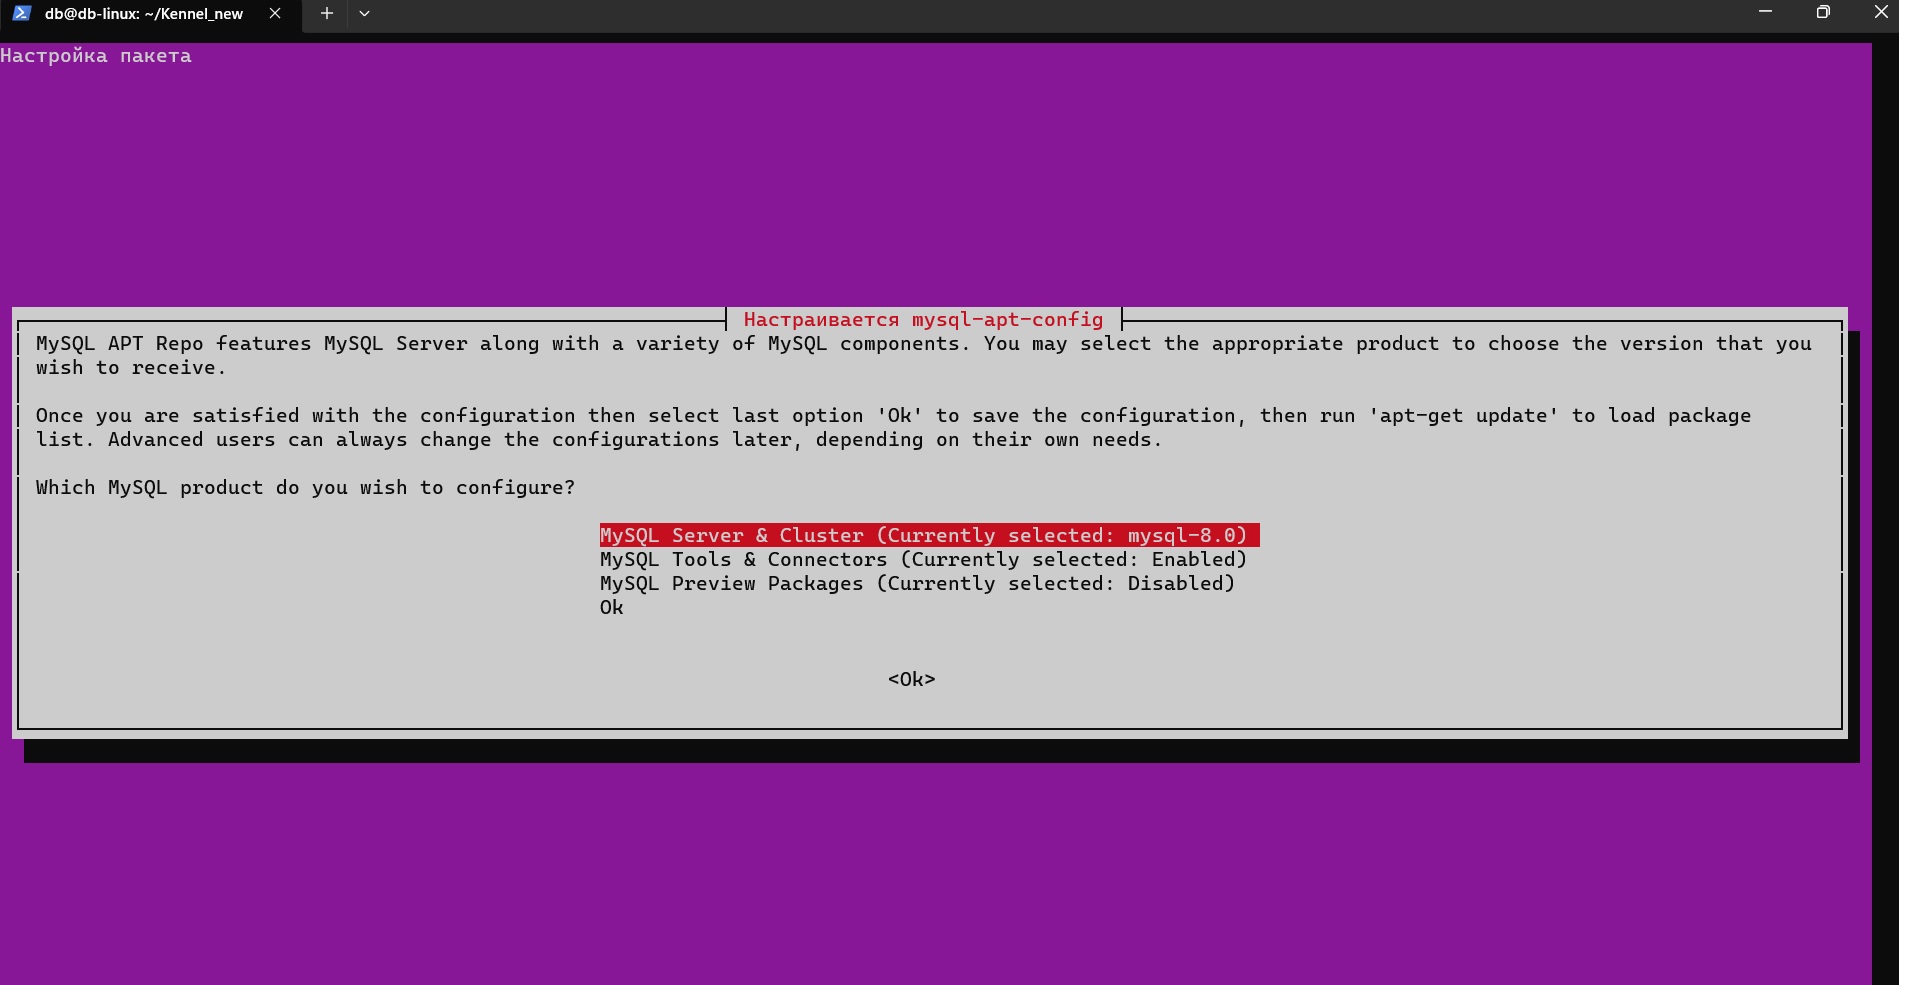 db@db-linux: ~/Kennel_new
Настройка пакета
Настраивается mysql-apt-config
MySQL APT Repo features MySQL Server along with a variety of MySQL components. You may select the appropriate product to choose the version that you
wish to receive.
Once you are satisfied with the configuration then select last option 'Ok' to save the configuration, then run 'apt-get update' to load package
list. Advanced users can always change the configurations later, depending on their own needs.
Which MySQL product do you wish to configure?
MySQL Server & Cluster (Currently selected: mysql-8.0)
MySQL Tools & Connectors (Currently selected: Enabled)
MySQL Preview Packages (Currently selected: Disabled)
Ok
<Ok>